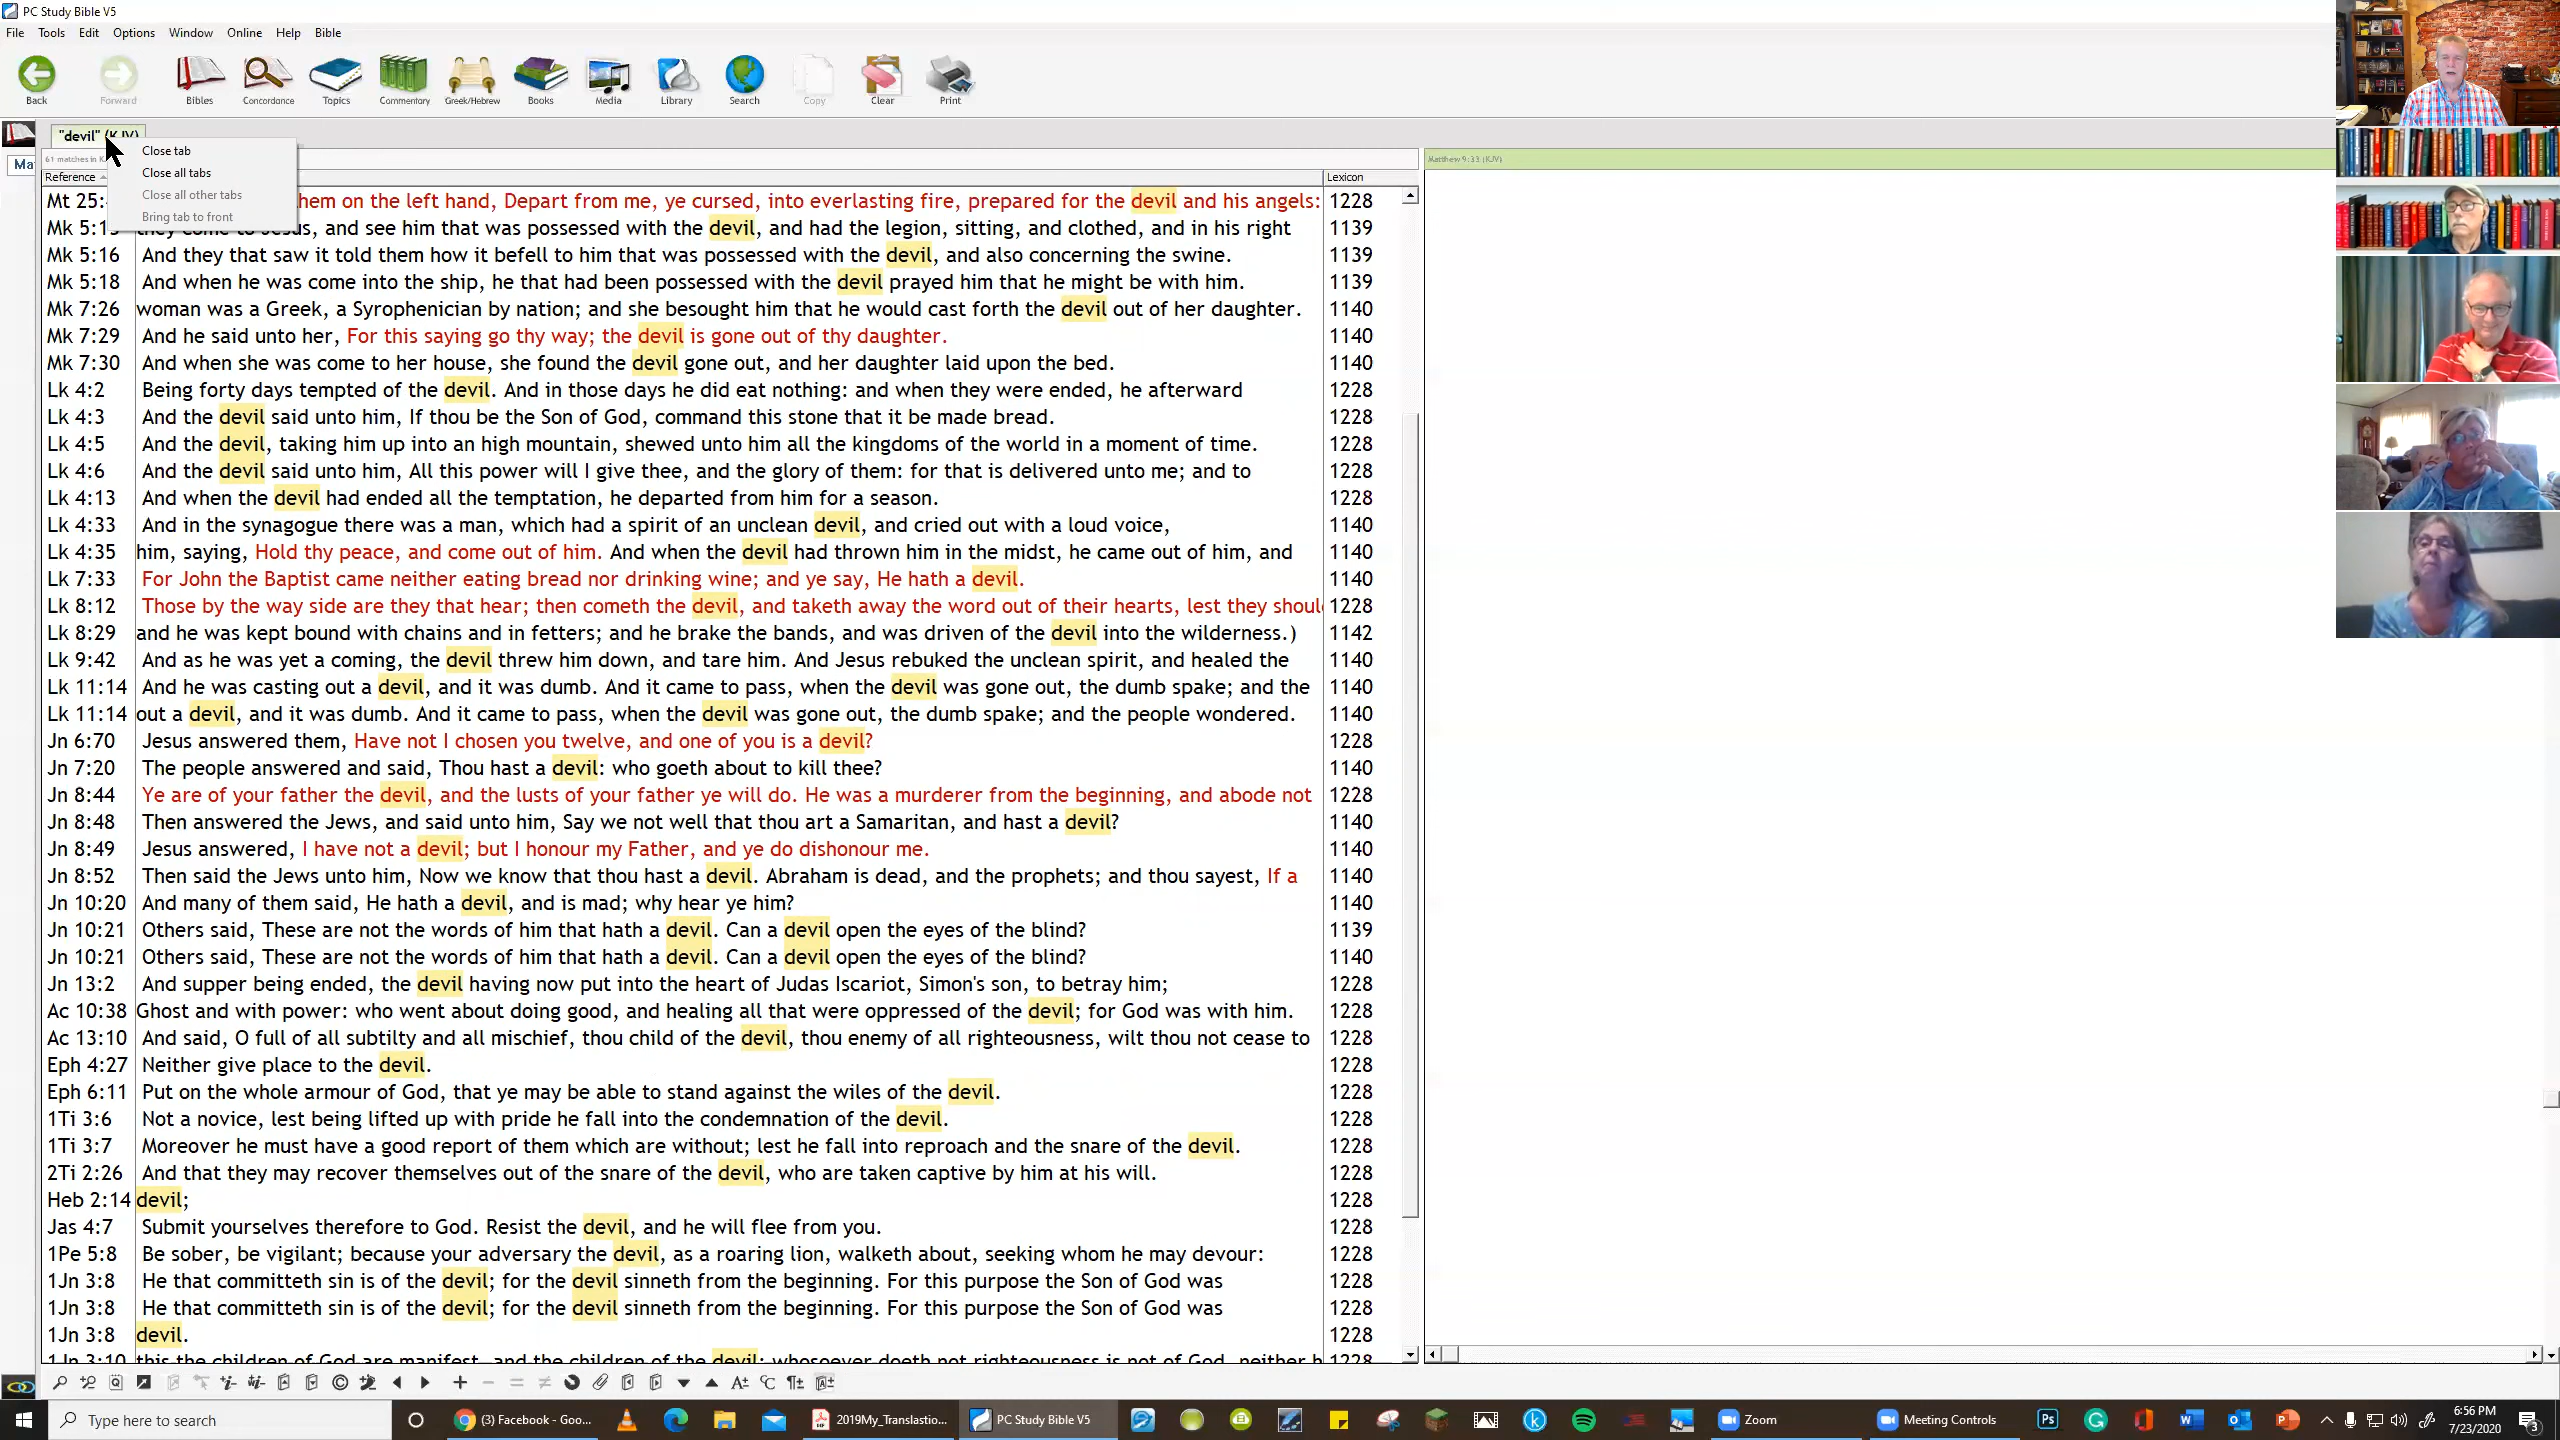 PC Study Bible V5
File Tools Edit Options Window Online Help Bible
Back Forward Bibles Concordance Topics Commentary Greek/Hebrew Books Media Library Search Copy Clear Print
"devil" (KJV)
Close tab
Close all tabs
Close all other tabs
Bring tab to front
61 matches in
Matthew 9:33 (KJV)
Reference Lexicon
Mt 25: hem on the left hand, Depart from me, ye cursed, into everlasting fire, prepared for the devil and his angels: 1228
Mk 5:15 they come to Jesus, and see him that was possessed with the devil, and had the legion, sitting, and clothed, and in his right 1139
Mk 5:16 And they that saw it told them how it befell to him that was possessed with the devil, and also concerning the swine. 1139
Mk 5:18 And when he was come into the ship, he that had been possessed with the devil prayed him that he might be with him. 1139
Mk 7:26 woman was a Greek, a Syrophenician by nation; and she besought him that he would cast forth the devil out of her daughter. 1140
Mk 7:29 And he said unto her, For this saying go thy way; the devil is gone out of thy daughter. 1140
Mk 7:30 And when she was come to her house, she found the devil gone out, and her daughter laid upon the bed. 1140
Lk 4:2 Being forty days tempted of the devil. And in those days he did eat nothing: and when they were ended, he afterward 1228
Lk 4:3 And the devil said unto him, If thou be the Son of God, command this stone that it be made bread. 1228
Lk 4:5 And the devil, taking him up into an high mountain, shewed unto him all the kingdoms of the world in a moment of time. 1228
Lk 4:6 And the devil said unto him, All this power will I give thee, and the glory of them: for that is delivered unto me; and to 1228
Lk 4:13 And when the devil had ended all the temptation, he departed from him for a season. 1228
Lk 4:33 And in the synagogue there was a man, which had a spirit of an unclean devil, and cried out with a loud voice, 1140
Lk 4:35 him, saying, Hold thy peace, and come out of him. And when the devil had thrown him in the midst, he came out of him, and 1140
Lk 7:33 For John the Baptist came neither eating bread nor drinking wine; and ye say, He hath a devil. 1140
Lk 8:12 Those by the way side are they that hear; then cometh the devil, and taketh away the word out of their hearts, lest they shoul 1228
Lk 8:29 and he was kept bound with chains and in fetters; and he brake the bands, and was driven of the devil into the wilderness.) 1142
Lk 9:42 And as he was yet a coming, the devil threw him down, and tare him. And Jesus rebuked the unclean spirit, and healed the 1140
Lk 11:14 And he was casting out a devil, and it was dumb. And it came to pass, when the devil was gone out, the dumb spake; and the 1140
Lk 11:14 out a devil, and it was dumb. And it came to pass, when the devil was gone out, the dumb spake; and the people wondered. 1140
Jn 6:70 Jesus answered them, Have not I chosen you twelve, and one of you is a devil? 1228
Jn 7:20 The people answered and said, Thou hast a devil: who goeth about to kill thee? 1140
Jn 8:44 Ye are of your father the devil, and the lusts of your father ye will do. He was a murderer from the beginning, and abode not 1228
Jn 8:48 Then answered the Jews, and said unto him, Say we not well that thou art a Samaritan, and hast a devil? 1140
Jn 8:49 Jesus answered, I have not a devil; but I honour my Father, and ye do dishonour me. 1140
Jn 8:52 Then said the Jews unto him, Now we know that thou hast a devil. Abraham is dead, and the prophets; and thou sayest, If a 1140
Jn 10:20 And many of them said, He hath a devil, and is mad; why hear ye him? 1140
Jn 10:21 Others said, These are not the words of him that hath a devil. Can a devil open the eyes of the blind? 1139
Jn 10:21 Others said, These are not the words of him that hath a devil. Can a devil open the eyes of the blind? 1140
Jn 13:2 And supper being ended, the devil having now put into the heart of Judas Iscariot, Simon's son, to betray him; 1228
Ac 10:38 Ghost and with power: who went about doing good, and healing all that were oppressed of the devil; for God was with him. 1228
Ac 13:10 And said, O full of all subtilty and all mischief, thou child of the devil, thou enemy of all righteousness, wilt thou not cease to 1228
Eph 4:27 Neither give place to the devil. 1228
Eph 6:11 Put on the whole armour of God, that ye may be able to stand against the wiles of the devil. 1228
1Ti 3:6 Not a novice, lest being lifted up with pride he fall into the condemnation of the devil. 1228
1Ti 3:7 Moreover he must have a good report of them which are without; lest he fall into reproach and the snare of the devil. 1228
2Ti 2:26 And that they may recover themselves out of the snare of the devil, who are taken captive by him at his will. 1228
Heb 2:14 devil; 1228
Jas 4:7 Submit yourselves therefore to God. Resist the devil, and he will flee from you. 1228
1Pe 5:8 Be sober, be vigilant; because your adversary the devil, as a roaring lion, walketh about, seeking whom he may devour: 1228
1Jn 3:8 He that committeth sin is of the devil; for the devil sinneth from the beginning. For this purpose the Son of God was 1228
1Jn 3:8 He that committeth sin is of the devil; for the devil sinneth from the beginning. For this purpose the Son of God was 1228
1Jn 3:8 devil. 1228
1Jn 3:10 this the children of God are manifest, and the children of the devil: whosoever doeth not righteousness is not of God, neither h 1228
Type here to search
(3) Facebook - Goo...
2019My_Translastio...
PC Study Bible V5
Zoom
Meeting Controls
6:56 PM
7/23/2020